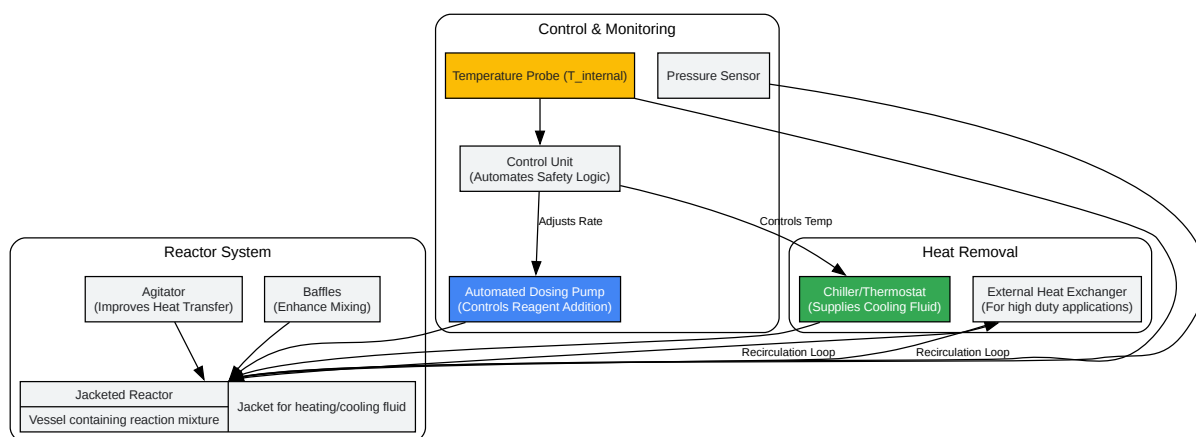 Control & Monitoring
Temperature Probe (T_internal)
Pressure Sensor
Control Unit
(Automates Safety Logic)
Adjusts Rate
Controls Temp
Reactor System
Heat Removal
Agitator
(Improves Heat Transfer)
Baffles
(Enhance Mixing)
Automated Dosing Pump
(Controls Reagent Addition)
Chiller/Thermostat
(Supplies Cooling Fluid)
External Heat Exchanger
(For high duty applications)
Recirculation Loop
Recirculation Loop
Jacketed Reactor
Vessel containing reaction mixture
Jacket for heating/cooling fluid